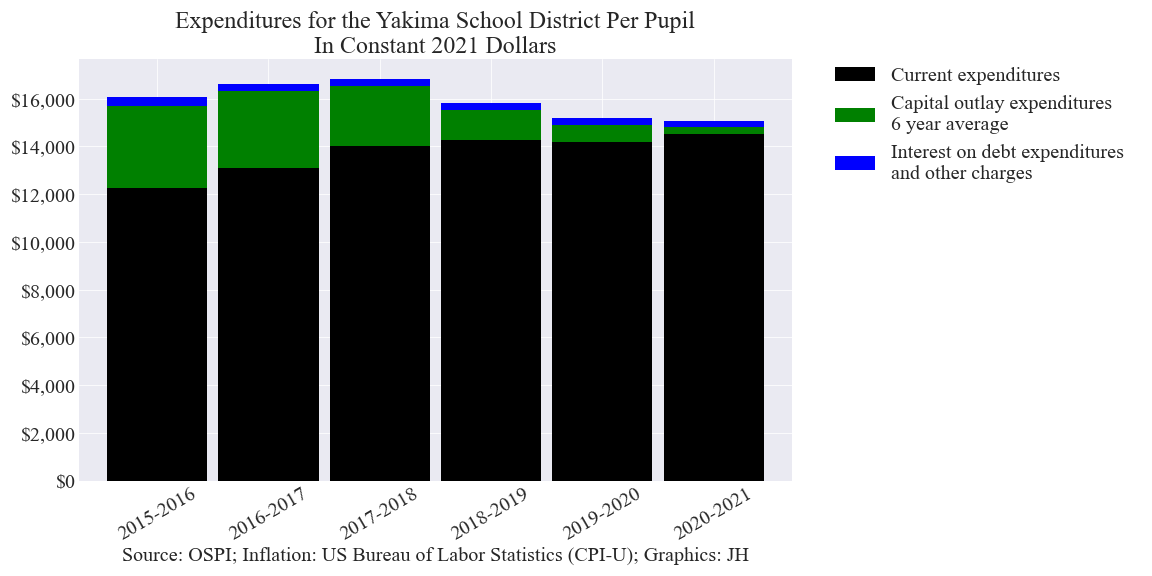 Expenditures for the Yakima School District Per Pupil
In Constant 2021 Dollars
$16,000
$14,000
$12,000
$10,000
$8,000
$6,000
$4,000
$2,000
$0
2015-2016
2016-2017
2017-2018
2018-2019
2019-2020
2020-2021
Source: OSPI; Inflation: US Bureau of Labor Statistics (CPI-U); Graphics: JH
Current expenditures
Capital outlay expenditures
6 year average
Interest on debt expenditures
and other charges